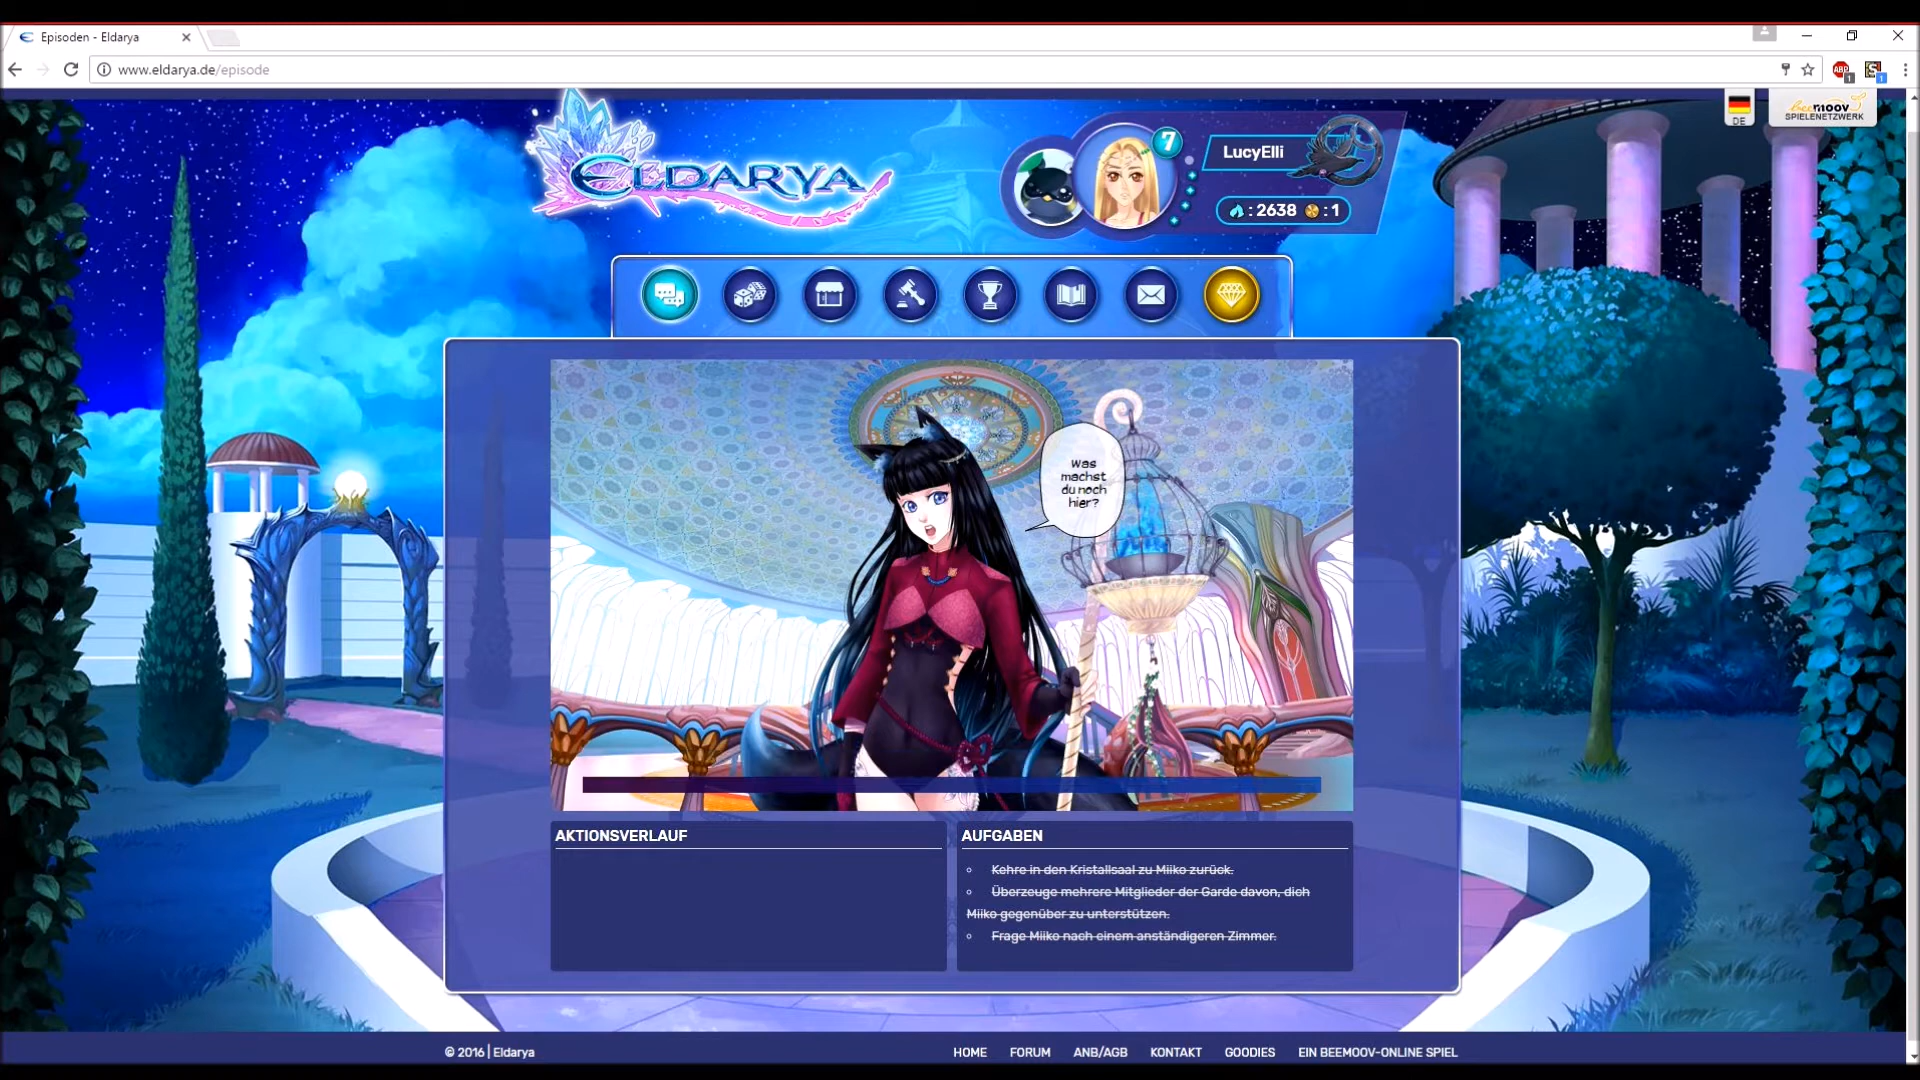 Episoden - Eldarya
www.eldarya.de/episode
ABP
1
S
1
ELDARYA
7
LucyElli
: 2638 : 1
DE
beemoov
SPIELENETZWERK
Was
machst
du noch
hier?
AKTIONSVERLAUF
AUFGABEN
Kehre in den Kristallsaal zu Miiko zurück.
Überzeuge mehrere Mitglieder der Garde davon, dich
Miiko gegenüber zu unterstützen.
Frage Miiko nach einem anständigeren Zimmer.
© 2016 | Eldarya
HOME FORUM ANB/AGB KONTAKT GOODIES EIN BEEMOOV-ONLINE SPIEL